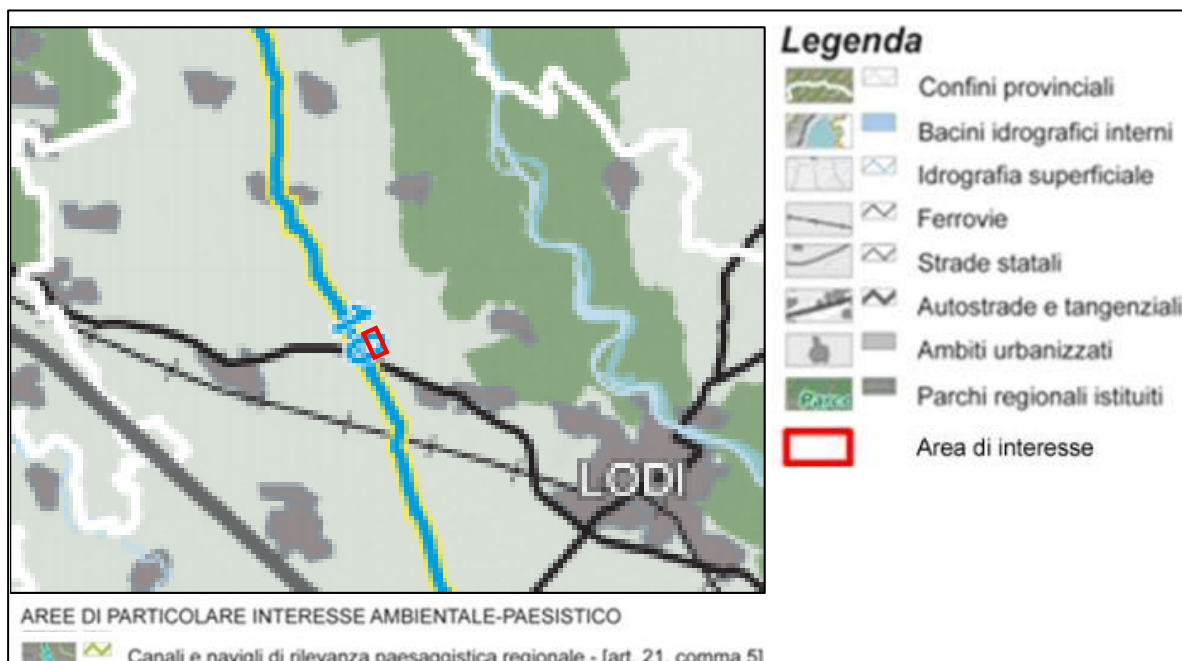 Legenda
Confini provinciali
Bacini idrografici interni
Idrografia superficiale
Ferrovie
Strade statali
Autostrade e tangenziali
Ambiti urbanizzati
Parchi regionali istituiti
Area di interesse
LODI
AREE DI PARTICOLARE INTERESSE AMBIENTALE-PAESISTICO
Canali e navigli di rilevanza paesaggistica regionale - [art. 21, comma 5]